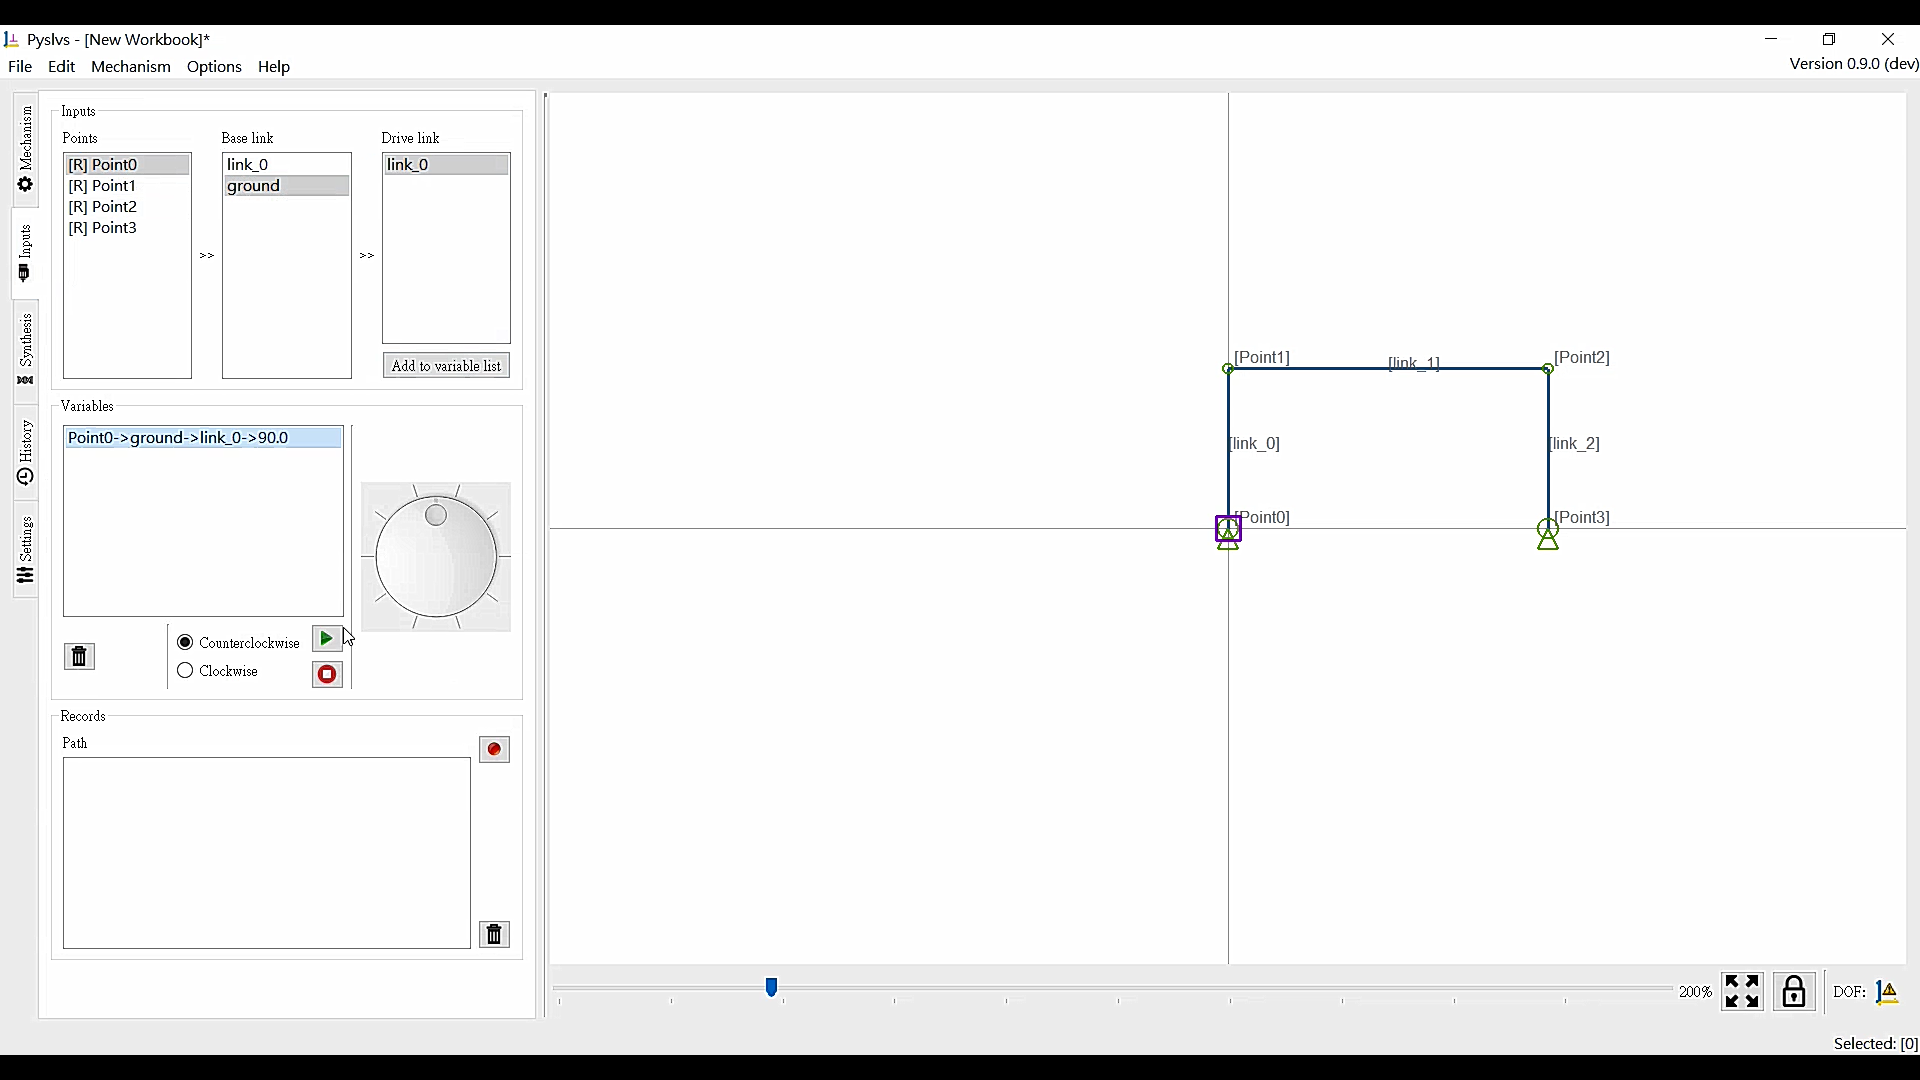 Pyslvs - [New Workbook]*
File Edit Mechanism Options Help
Version 0.9.0 (dev)
Mechanism
Inputs
Synthesis
History
Settings
Inputs
Points
Base link
Drive link
[R] Point0
[R] Point1
[R] Point2
[R] Point3
>>
link_0
ground
>>
link_0
Add to variable list
Variables
Point0->ground->link_0->90.0
Counterclockwise
Clockwise
Records
Path
[Point1]
[link_1]
[Point2]
[link_0]
[link_2]
[Point0]
[Point3]
200%
DOF:
Selected: [0]